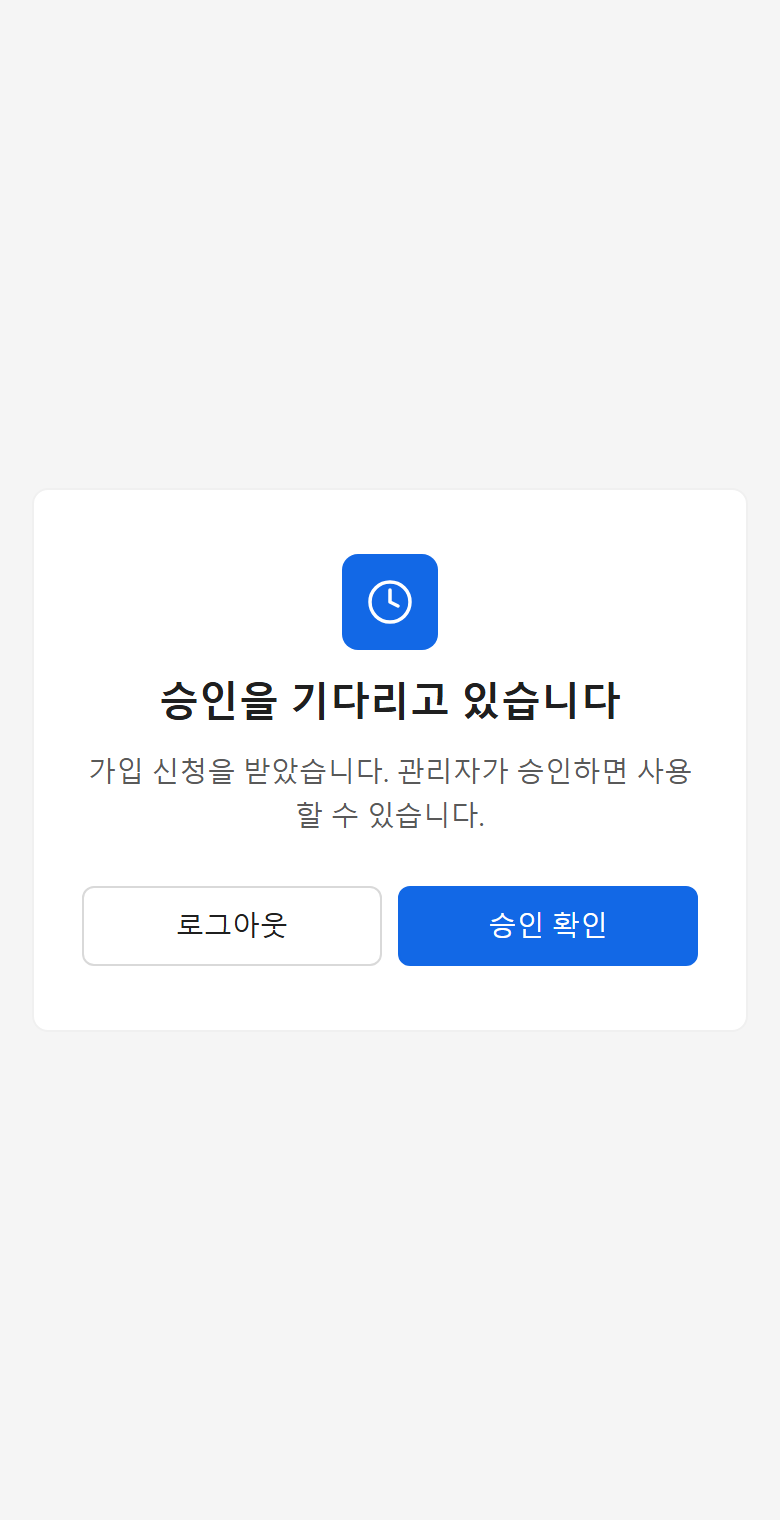 승인을 기다리고 있습니다
가입 신청을 받았습니다. 관리자가 승인하면 사용
할 수 있습니다.
로그아웃
승인 확인